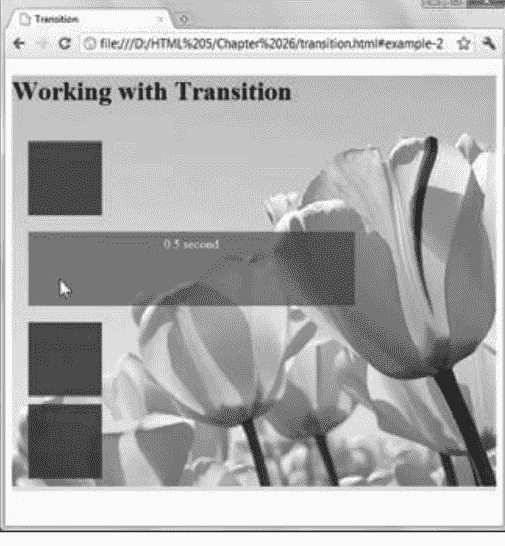 Transition
file:///D:/HTML%205/Chapter%2026/transition.html#example-2
Working with Transition
0.5 second